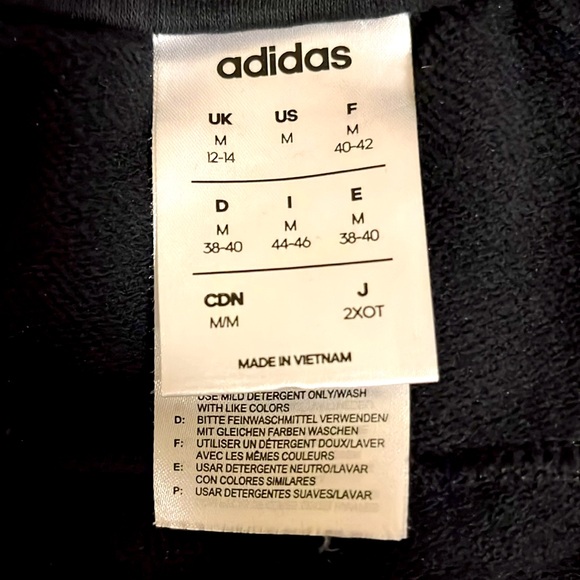 adidas
UK US F
M M M
12-14 40-42
D I E
M M M
38-40 44-46 38-40
CDN J
M/M 2XOT
MADE IN VIETNAM
USE MILD DETERGENT ONLY/WASH
WITH LIKE COLORS
D: BITTE FEINWASCHMITTEL VERWENDEN/
MIT GLEICHEN FARBEN WASCHEN
F: UTILISER UN DÉTERGENT DOUX/LAVER
AVEC LES MÊMES COULEURS
E: USAR DETERGENTE NEUTRO/LAVAR
CON COLORES SIMILARES
P: USAR DETERGENTES SUAVES/LAVAR